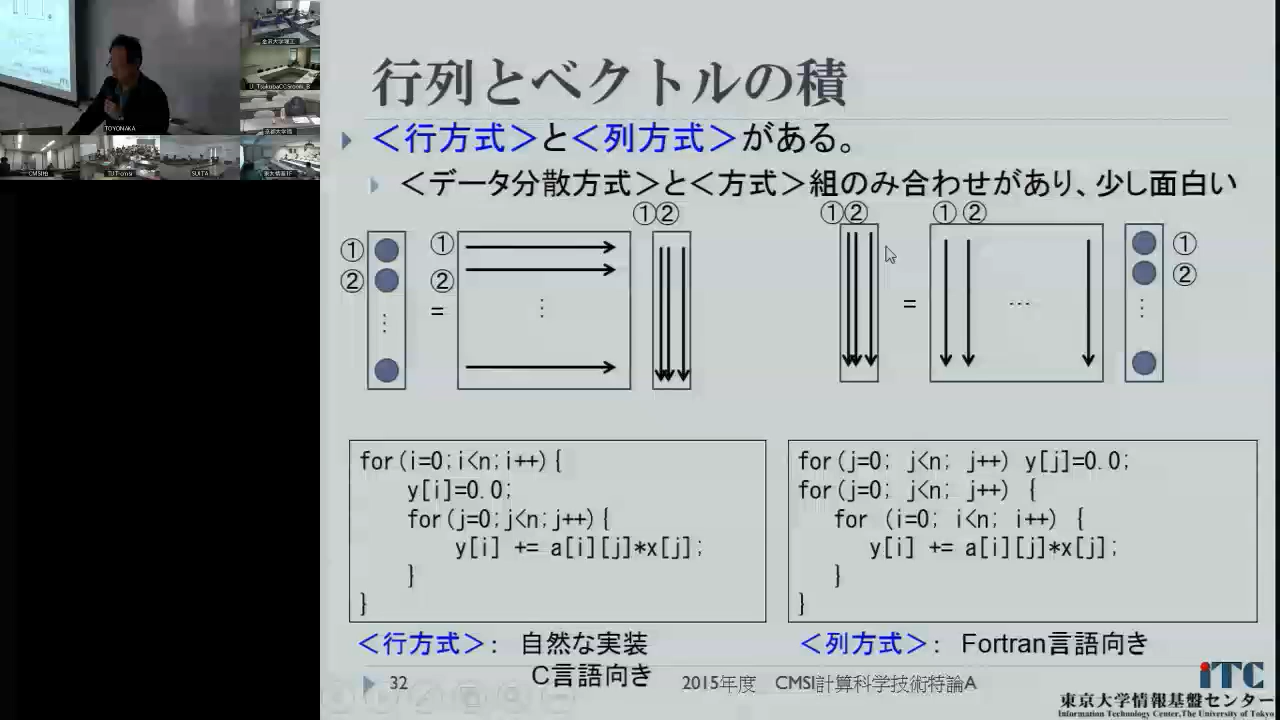 行列とベクトルの積
＜行方式＞と＜列方式＞がある。
＜データ分散方式＞と＜方式＞組のみ合わせがあり、少し面白い
①②
①
②
⋮
=
①
②
⋮
①②
=
①②
…
①
②
⋮
for(i=0;i<n;i++){
y[i]=0.0;
for(j=0;j<n;j++){
y[i] += a[i][j]*x[j];
}
}
for(j=0; j<n; j++) y[j]=0.0;
for(j=0; j<n; j++) {
for (i=0; i<n; i++) {
y[i] += a[i][j]*x[j];
}
}
＜行方式＞： 自然な実装
C言語向き
＜列方式＞： Fortran言語向き
32
2015年度 CMSI計算科学技術特論A
iTC
東京大学情報基盤センター
Information Technology Center,The University of Tokyo
TOYONAKA
U_TsukubaCCSroom_B
SUITA